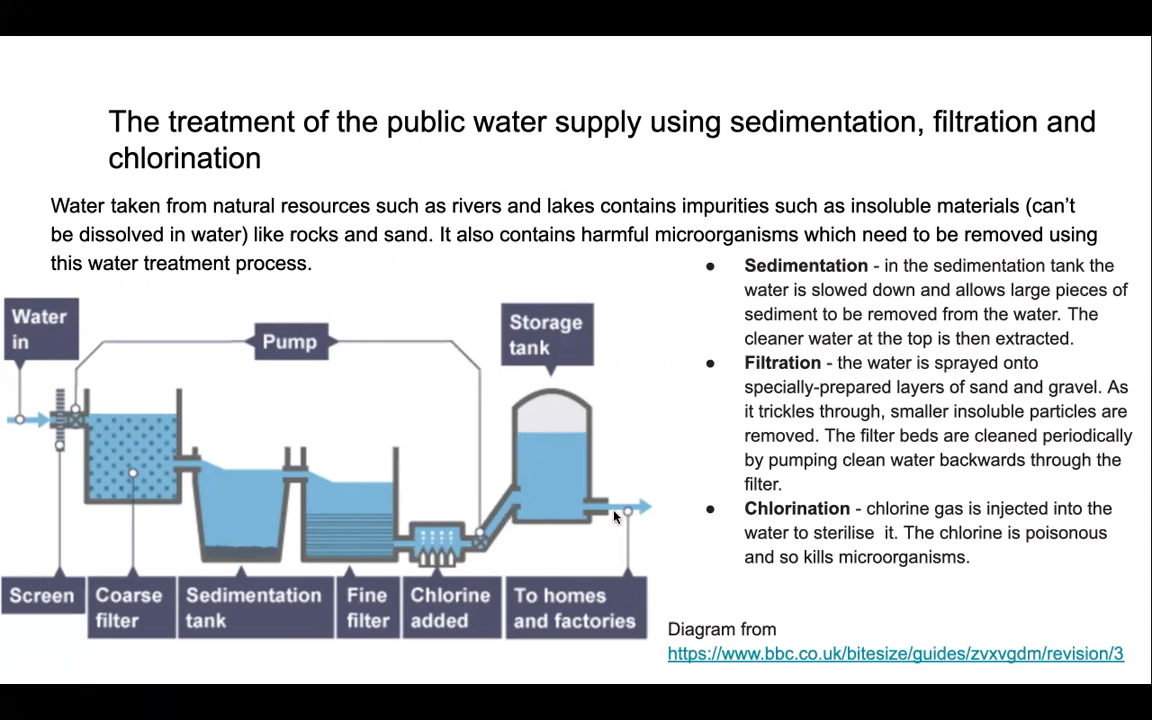 The treatment of the public water supply using sedimentation, filtration and
chlorination
Water taken from natural resources such as rivers and lakes contains impurities such as insoluble materials (can't
be dissolved in water) like rocks and sand. It also contains harmful microorganisms which need to be removed using
this water treatment process.
Water
in
Pump
Storage
tank
Screen
Coarse
filter
Sedimentation
tank
Fine
filter
Chlorine
added
To homes
and factories
● Sedimentation - in the sedimentation tank the
water is slowed down and allows large pieces of
sediment to be removed from the water. The
cleaner water at the top is then extracted.
● Filtration - the water is sprayed onto
specially-prepared layers of sand and gravel. As
it trickles through, smaller insoluble particles are
removed. The filter beds are cleaned periodically
by pumping clean water backwards through the
filter.
● Chlorination - chlorine gas is injected into the
water to sterilise it. The chlorine is poisonous
and so kills microorganisms.
Diagram from
https://www.bbc.co.uk/bitesize/guides/zvxvgdm/revision/3